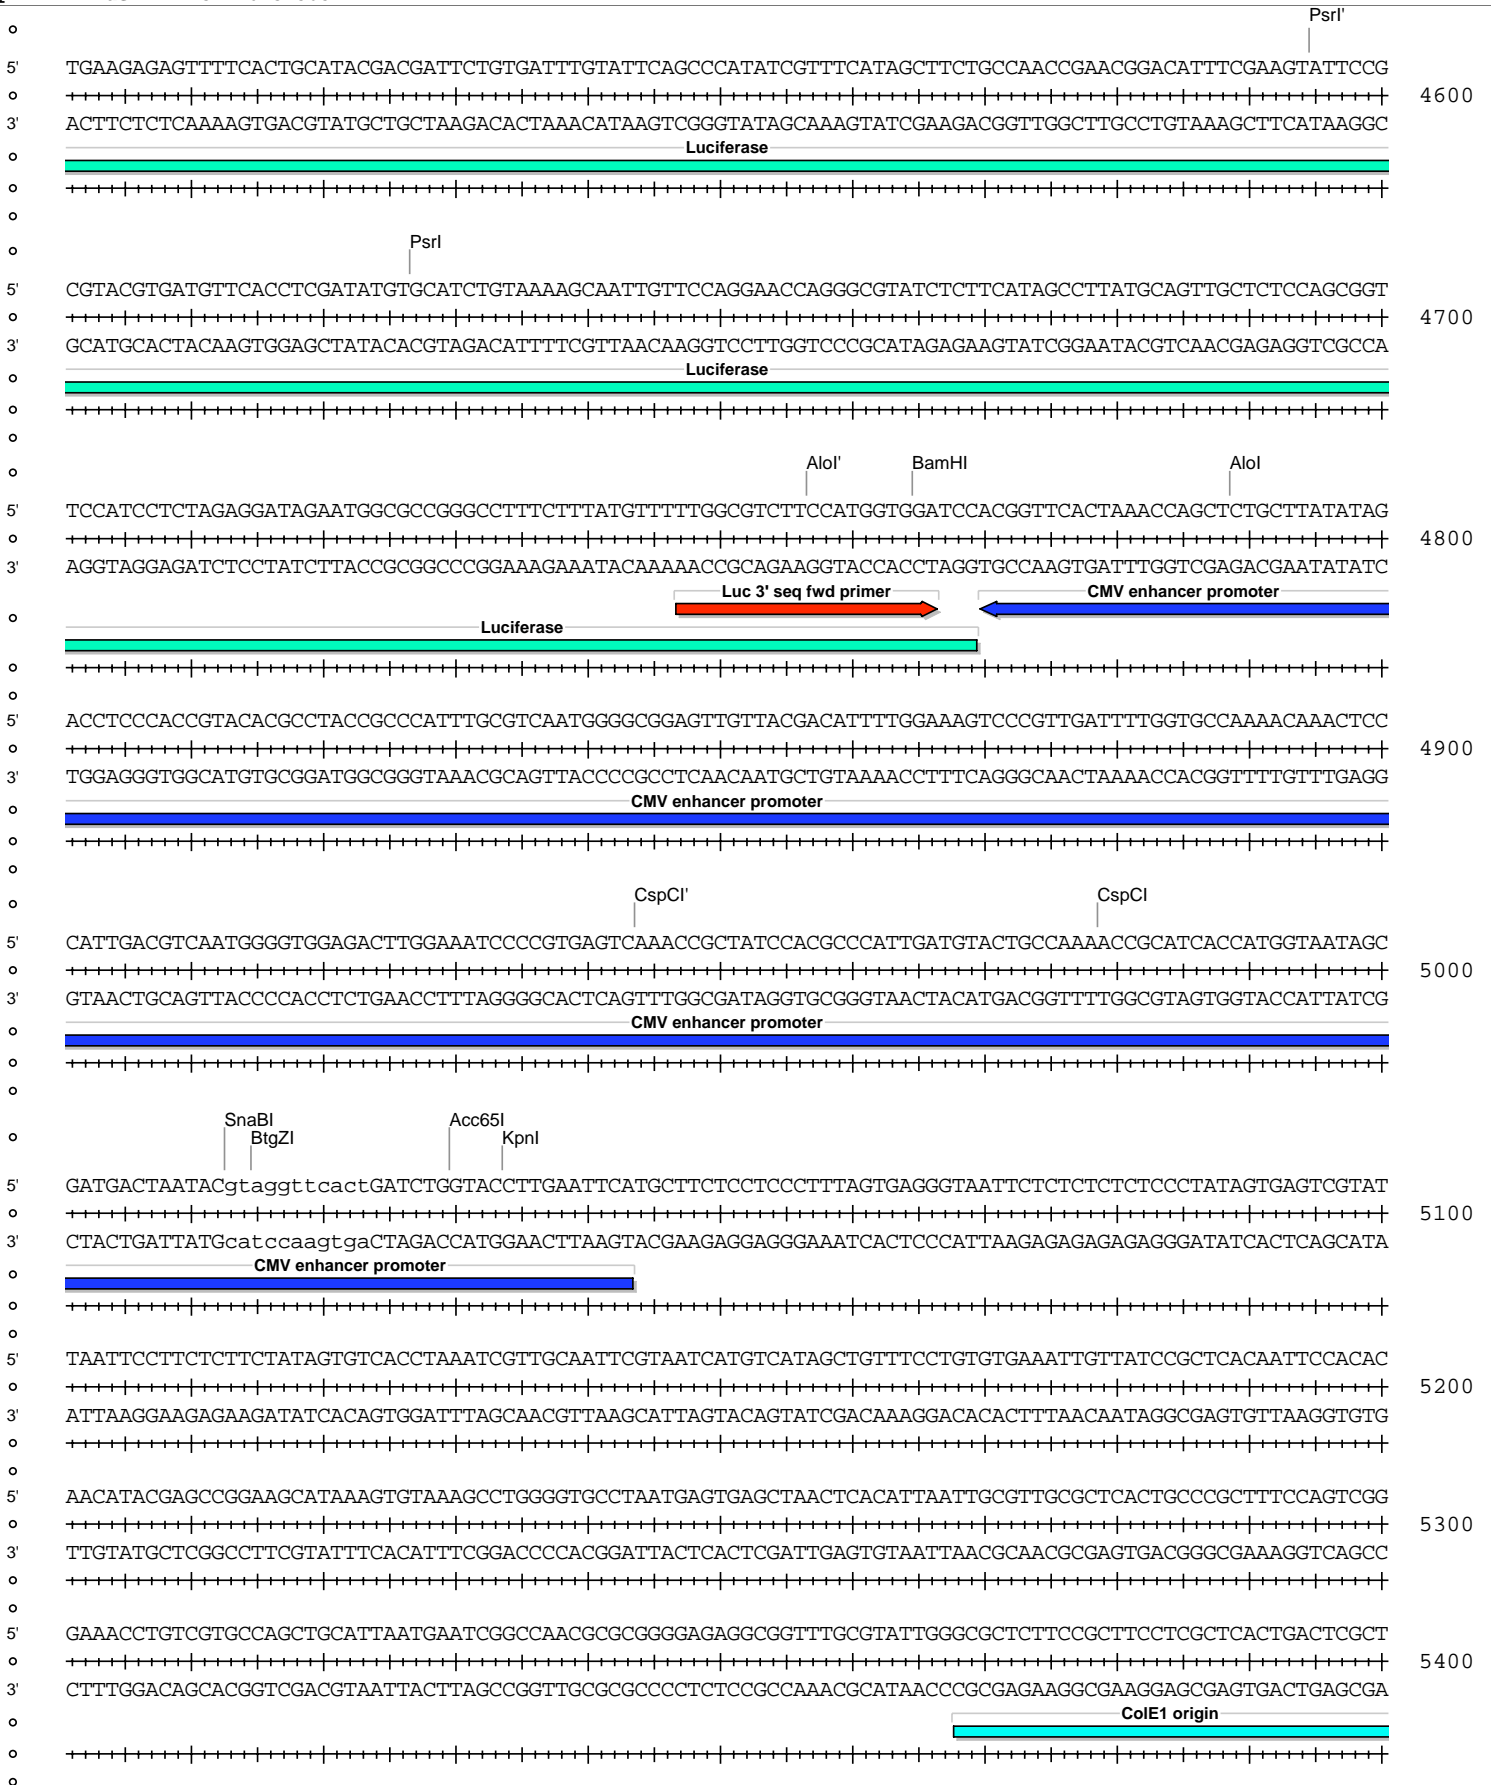 PsrI'
5' TGAAGAGAGTTTTCACTGCATACGACGATTCTGTGATTTGTATTCAGCCCATATCGTTTCATAGCTTCTGCCAACCGAACGGACATTTCGAAGTATTCCG
4600
3' ACTTCTCTCAAAAGTGACGTATGCTGCTAAGACACTAAACATAAGTCGGGTATAGCAAAGTATCGAAGACGGTTGGCTTGCCTGTAAAGCTTCATAAGGC
Luciferase
PsrI
5' CGTACGTGATGTTCACCTCGATATGTGCATCTGTAAAAGCAATTGTTCCAGGAACCAGGGCGTATCTCTTCATAGCCTTATGCAGTTGCTCTCCAGCGGT
4700
3' GCATGCACTACAAGTGGAGCTATACACGTAGACATTTTCGTTAACAAGGTCCTTGGTCCCGCATAGAGAAGTATCGGAATACGTCAACGAGAGGTCGCCA
Luciferase
AloI' BamHI AloI
5' TCCATCCTCTAGAGGATAGAATGGCGCCGGGCCTTTCTTTATGTTTTTGGCGTCTTCCATGGTGGATCCACGGTTCACTAAACCAGCTCTGCTTATATAG
4800
3' AGGTAGGAGATCTCCTATCTTACCGCGGCCCGGAAAGAAATACAAAAACCGCAGAAGGTACCACCTAGGTGCCAAGTGATTTGGTCGAGACGAATATATC
Luc 3' seq fwd primer CMV enhancer promoter
Luciferase
5' ACCTCCCACCGTACACGCCTACCGCCCATTTGCGTCAATGGGGCGGAGTTGTTACGACATTTTGGAAAGTCCCGTTGATTTTGGTGCCAAAACAAACTCC
4900
3' TGGAGGGTGGCATGTGCGGATGGCGGGTAAACGCAGTTACCCCGCCTCAACAATGCTGTAAAACCTTTCAGGGCAACTAAAACCACGGTTTTGTTTGAGG
CMV enhancer promoter
CspCI' CspCI
5' CATTGACGTCAATGGGGTGGAGACTTGGAAATCCCCGTGAGTCAAACCGCTATCCACGCCCATTGATGTACTGCCAAAACCGCATCACCATGGTAATAGC
5000
3' GTAACTGCAGTTACCCCACCTCTGAACCTTTAGGGGCACTCAGTTTGGCGATAGGTGCGGGTAACTACATGACGGTTTTGGCGTAGTGGTACCATTATCG
CMV enhancer promoter
SnaBI Acc65I
BtgZI KpnI
5' GATGACTAATACgtaggttcactGATCTGGTACCTTGAATTCATGCTTCTCCTCCCTTTAGTGAGGGTAATTCTCTCTCTCTCCCTATAGTGAGTCGTAT
5100
3' CTACTGATTATGcatccaagtgaCTAGACCATGGAACTTAAGTACGAAGAGGAGGGAAATCACTCCCATTAAGAGAGAGAGAGGGATATCACTCAGCATA
CMV enhancer promoter
5' TAATTCCTTCTCTTCTATAGTGTCACCTAAATCGTTGCAATTCGTAATCATGTCATAGCTGTTTCCTGTGTGAAATTGTTATCCGCTCACAATTCCACAC
5200
3' ATTAAGGAAGAGAAGATATCACAGTGGATTTAGCAACGTTAAGCATTAGTACAGTATCGACAAAGGACACACTTTAACAATAGGCGAGTGTTAAGGTGTG
5' AACATACGAGCCGGAAGCATAAAGTGTAAAGCCTGGGGTGCCTAATGAGTGAGCTAACTCACATTAATTGCGTTGCGCTCACTGCCCGCTTTCCAGTCGG
5300
3' TTGTATGCTCGGCCTTCGTATTTCACATTTCGGACCCCACGGATTACTCACTCGATTGAGTGTAATTAACGCAACGCGAGTGACGGGCGAAAGGTCAGCC
5' GAAACCTGTCGTGCCAGCTGCATTAATGAATCGGCCAACGCGCGGGGAGAGGCGGTTTGCGTATTGGGCGCTCTTCCGCTTCCTCGCTCACTGACTCGCT
5400
3' CTTTGGACAGCACGGTCGACGTAATTACTTAGCCGGTTGCGCGCCCCTCTCCGCCAAACGCATAACCCGCGAGAAGGCGAAGGAGCGAGTGACTGAGCGA
ColE1 origin